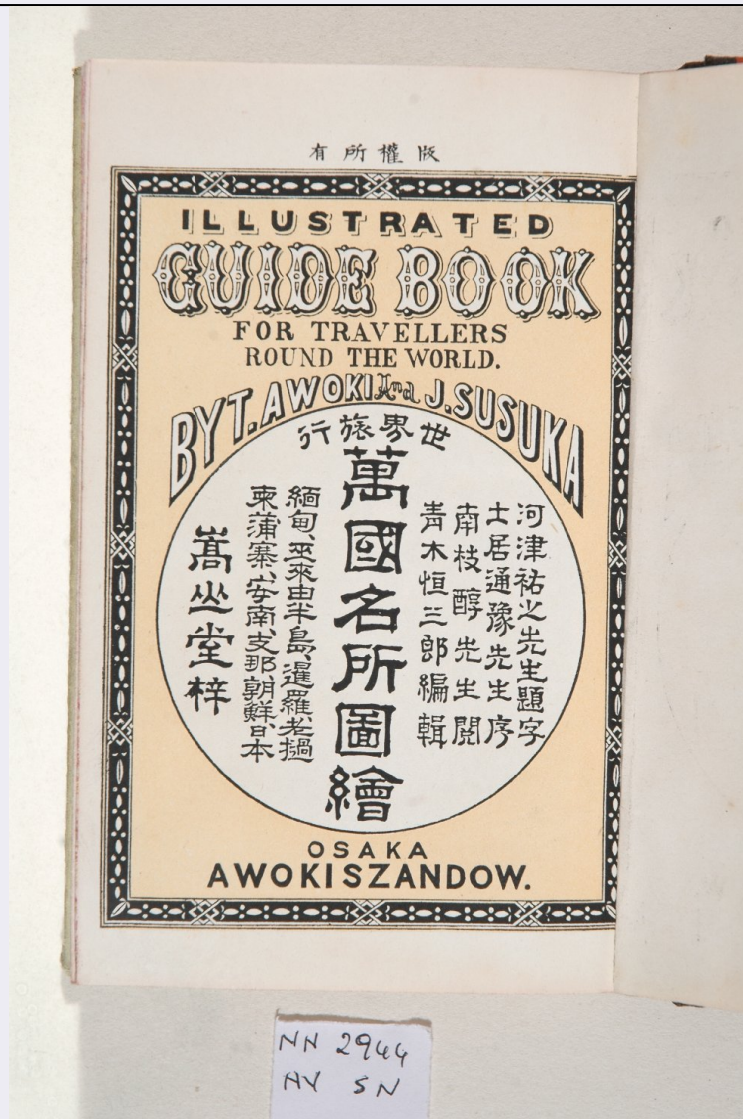 版權所有
ILLUSTRATED
GUIDE BOOK
FOR TRAVELLERS
ROUND THE WORLD.
BY T. AWOKI And J. SUSUKA
世界旅行
河津祐之先生題字
土居通豫先生序
南枝醇先生閲
青木恒三郎編輯
萬國名所圖繪
緬甸、巫來由半島、暹羅、老撾
柬蒲寨、安南、支那、朝鮮、日本
嵩山堂梓
OSAKA
AWOKISZANDOW.
NN 2944
AV SN